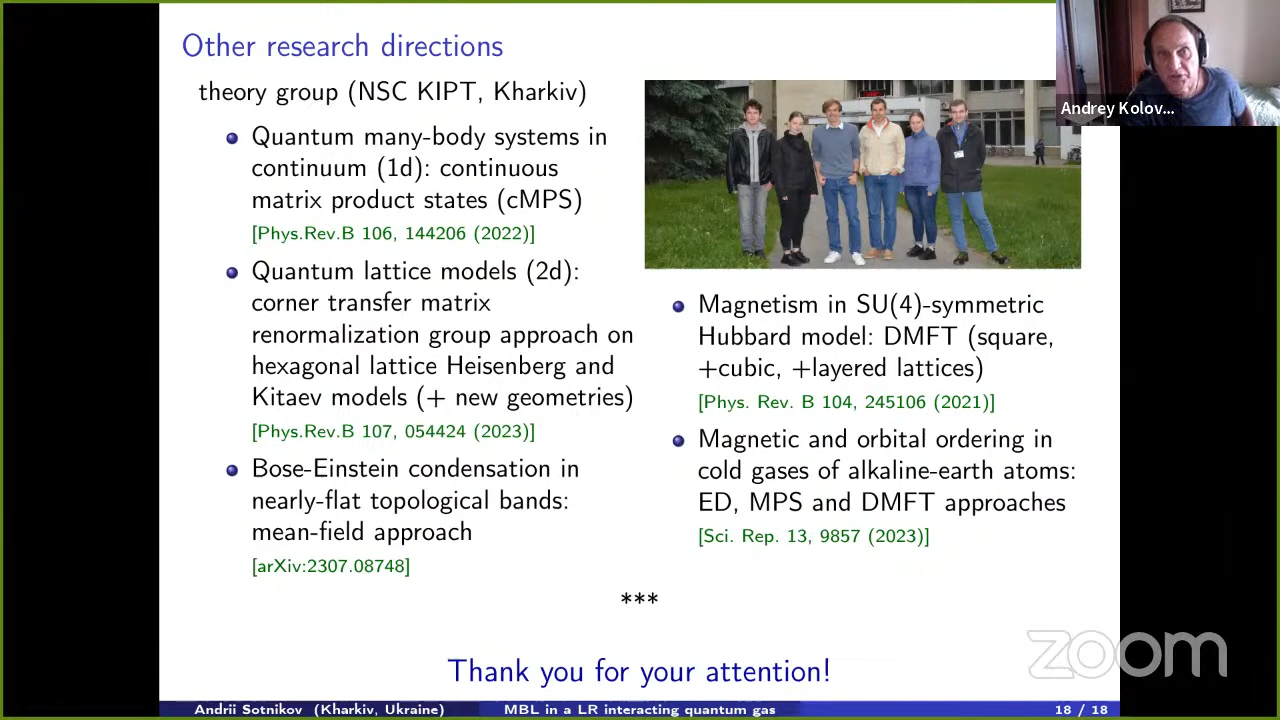 Other research directions
theory group (NSC KIPT, Kharkiv)
Quantum many-body systems in
continuum (1d): continuous
matrix product states (cMPS)
[Phys.Rev.B 106, 144206 (2022)]
Quantum lattice models (2d):
corner transfer matrix
renormalization group approach on
hexagonal lattice Heisenberg and
Kitaev models (+ new geometries)
[Phys.Rev.B 107, 054424 (2023)]
Bose-Einstein condensation in
nearly-flat topological bands:
mean-field approach
[arXiv:2307.08748]
Magnetism in SU(4)-symmetric
Hubbard model: DMFT (square,
+cubic, +layered lattices)
[Phys. Rev. B 104, 245106 (2021)]
Magnetic and orbital ordering in
cold gases of alkaline-earth atoms:
ED, MPS and DMFT approaches
[Sci. Rep. 13, 9857 (2023)]
***
Thank you for your attention!
Andrii Sotnikov (Kharkiv, Ukraine) MBL in a LR interacting quantum gas 18 / 18
Andrey Kolov...
zoom